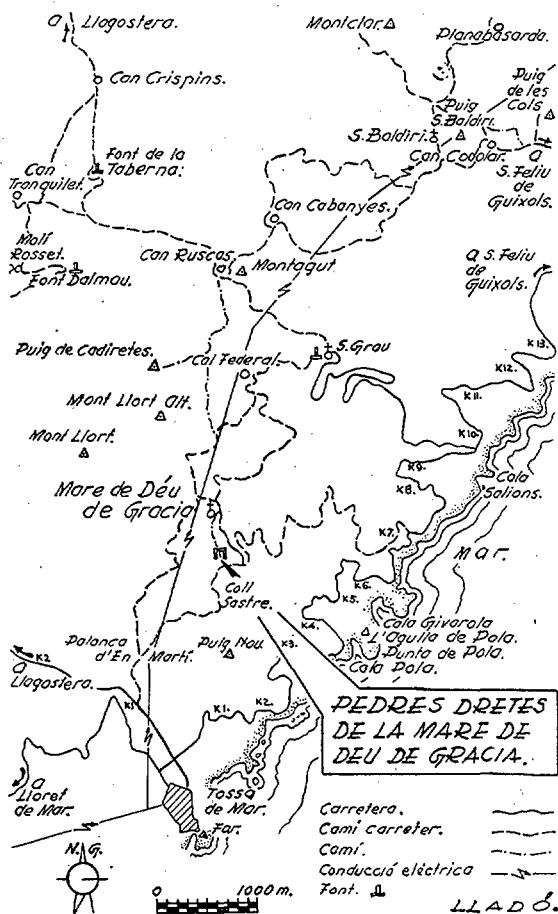 a Llagostera.
Can Crispins.
Font de la
Taberna.
Can
Tranquilet.
Molí
Rosset.
Font Dalmau.
Can Ruscas.
Montagut.
Can Cabanyes.
Montclar.
Planabasarda.
Puig
de les
Cols
Puig
S. Baldiri.
S. Baldiri.
Can Codolar.
a
S. Feliu
de
Guixols.
a S. Feliu
de
Guixols.
S. Grau
Puig de Cadiretes.
Cal Federal.
Mont Llort Alt.
Mont Llort.
Mare de Déu
de Gracia
Coll
Sastre.
K13.
K12.
K11.
K10.
K9.
K8.
K7.
K6.
K5.
K4.
K3.
K2.
K1.
Cala
Salions.
Mar.
Cala Givarola
L'aguila de Pola.
Punta de Pola.
Cala Pola.
Puig Nou.
Palanca
d'En Martí.
K2
a
Llagostera.
K1
a
Lloret
de Mar.
Tossa
de Mar.
Far.
PEDRES DRETES
DE LA MARE DE
DEU DE GRACIA.
Carretera.
Camí carreter.
Camí.
Conducció elèctrica
Font.
N. G.
0 1000 m.
LLADÓ.